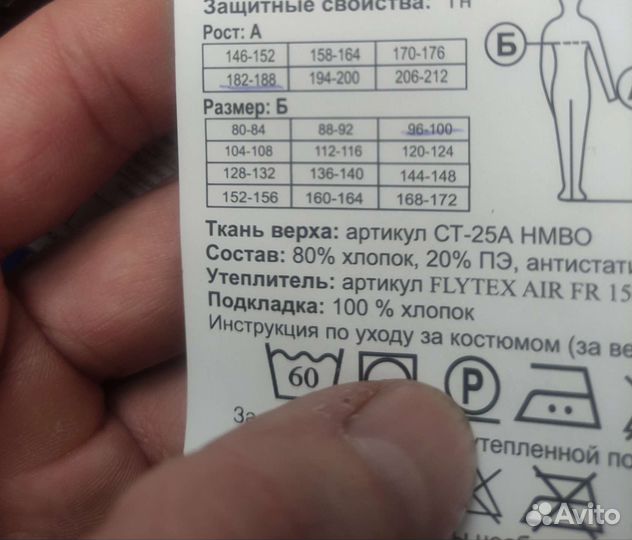 Защитные свойства: Тн
Рост: А
146-152 158-164 170-176
182-188 194-200 206-212
Размер: Б
80-84 88-92 96-100
104-108 112-116 120-124
128-132 136-140 144-148
152-156 160-164 168-172
Б
Ткань верха: артикул СТ-25А НМВО
Состав: 80% хлопок, 20% ПЭ, антистати
Утеплитель: артикул FLYTEX AIR FR 15
Подкладка: 100 % хлопок
Инструкция по уходу за костюмом (за ве
60 P
За
утепленной по
Avito